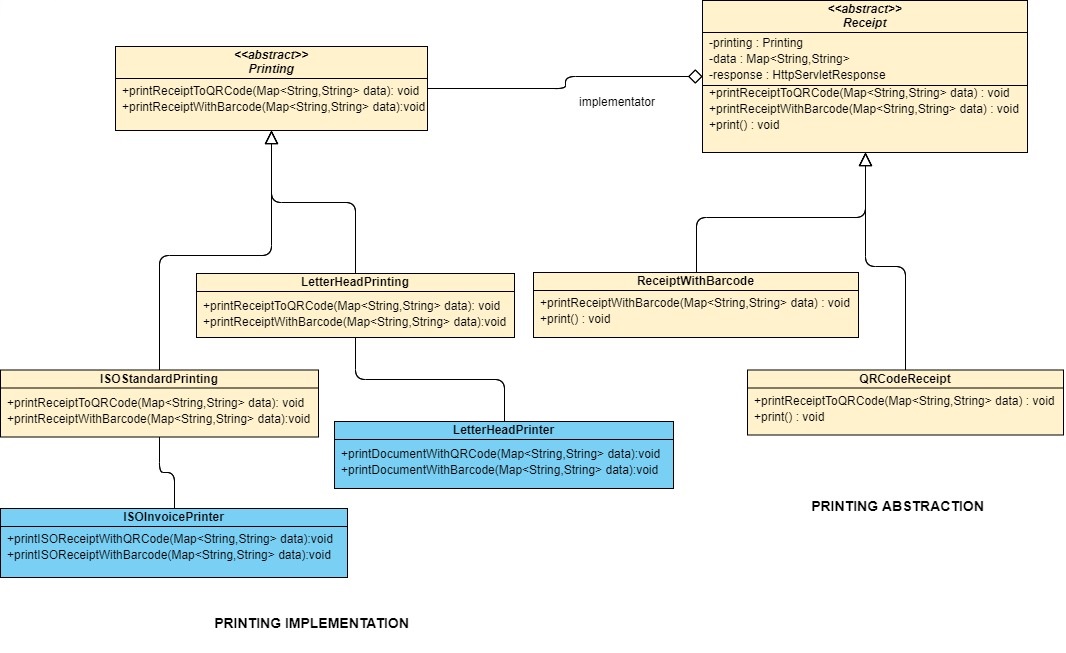 <<abstract>>
Receipt
-printing : Printing
-data : Map<String,String>
-response : HttpServletResponse
+printReceiptToQRCode(Map<String,String> data) : void
+printReceiptWithBarcode(Map<String,String> data) : void
+print() : void
<<abstract>>
Printing
+printReceiptToQRCode(Map<String,String> data): void
+printReceiptWithBarcode(Map<String,String> data):void
implementator
LetterHeadPrinting
+printReceiptToQRCode(Map<String,String> data): void
+printReceiptWithBarcode(Map<String,String> data):void
ReceiptWithBarcode
+printReceiptWithBarcode(Map<String,String> data) : void
+print() : void
ISOStandardPrinting
+printReceiptToQRCode(Map<String,String> data): void
+printReceiptWithBarcode(Map<String,String> data):void
QRCodeReceipt
+printReceiptToQRCode(Map<String,String> data) : void
+print() : void
LetterHeadPrinter
+printDocumentWithQRCode(Map<String,String> data):void
+printDocumentWithBarcode(Map<String,String> data):void
ISOInvoicePrinter
+printISOReceiptWithQRCode(Map<String,String> data):void
+printISOReceiptWithBarcode(Map<String,String> data):void
PRINTING ABSTRACTION
PRINTING IMPLEMENTATION